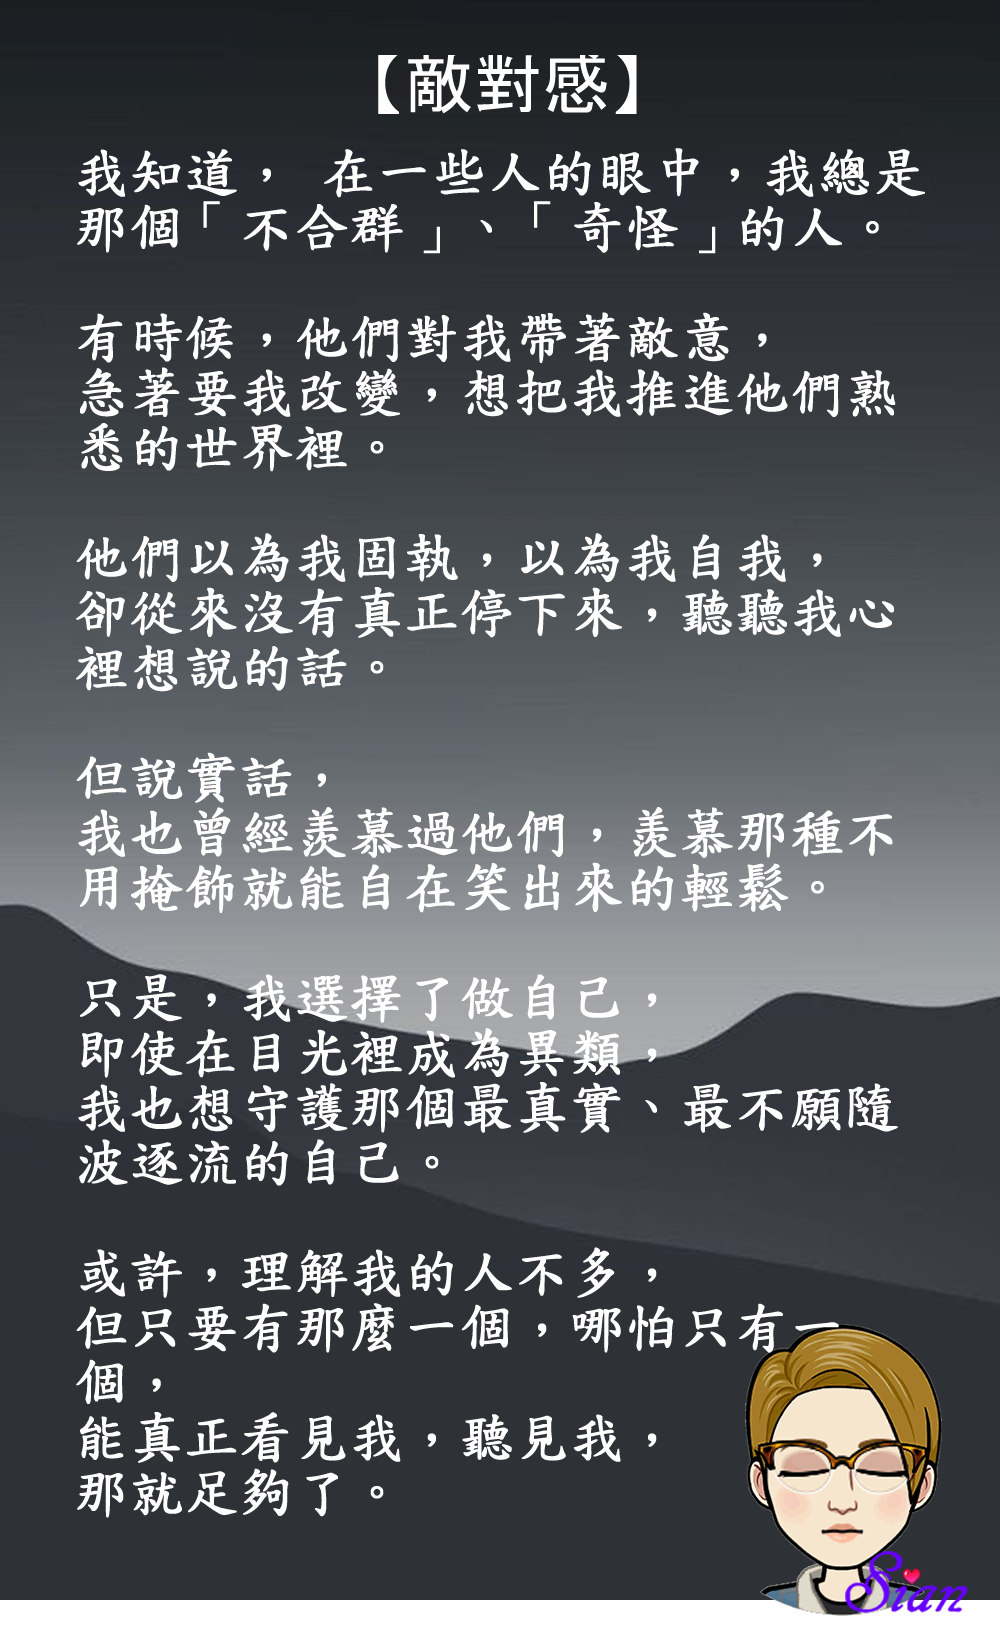 【敵對感】
我知道， 在一些人的眼中，我總是
那個「 不合群 」、「 奇怪 」的人。
有時候，他們對我帶著敵意，
急著要我改變，想把我推進他們熟
悉的世界裡。
他們以為我固執，以為我自我，
卻從來沒有真正停下來，聽聽我心
裡想說的話。
但說實話，
我也曾經羨慕過他們，羨慕那種不
用掩飾就能自在笑出來的輕鬆。
只是，我選擇了做自己，
即使在目光裡成為異類，
我也想守護那個最真實、最不願隨
波逐流的自己。
或許，理解我的人不多，
但只要有那麼一個，哪怕只有一
個，
能真正看見我，聽見我，
那就足夠了。
Sian